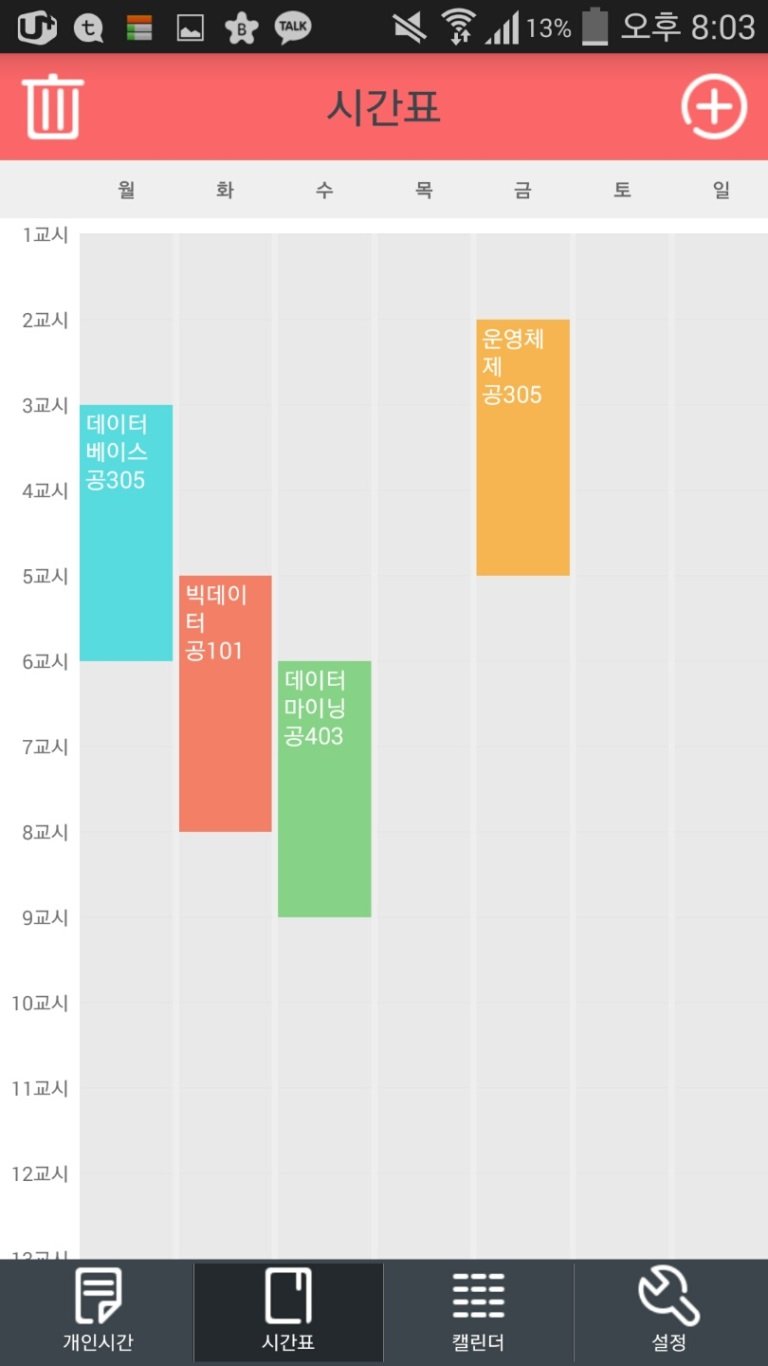 TALK 13% 오후 8:03
시간표
월 화 수 목 금 토 일
1교시
2교시
운영체
제
공305
3교시
데이터
베이스
공305
4교시
5교시
빅데이
터
공101
6교시
데이터
마이닝
공403
7교시
8교시
9교시
10교시
11교시
12교시
13교시
개인시간 시간표 캘린더 설정